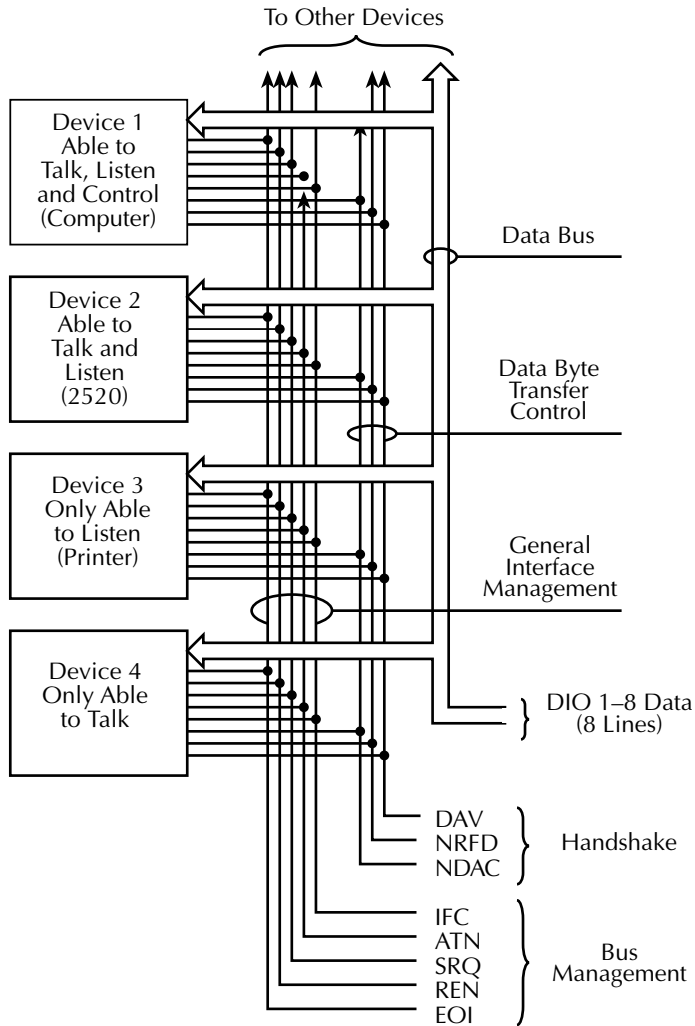 To Other Devices
Device 1
Able to
Talk, Listen
and Control
(Computer)
Data Bus
Device 2
Able to
Talk and
Listen
(2520)
Data Byte
Transfer
Control
Device 3
Only Able
to Listen
(Printer)
General
Interface
Management
Device 4
Only Able
to Talk
DIO 1–8 Data
(8 Lines)
DAV
NRFD
NDAC
Handshake
IFC
ATN
SRQ
REN
EOI
Bus
Management